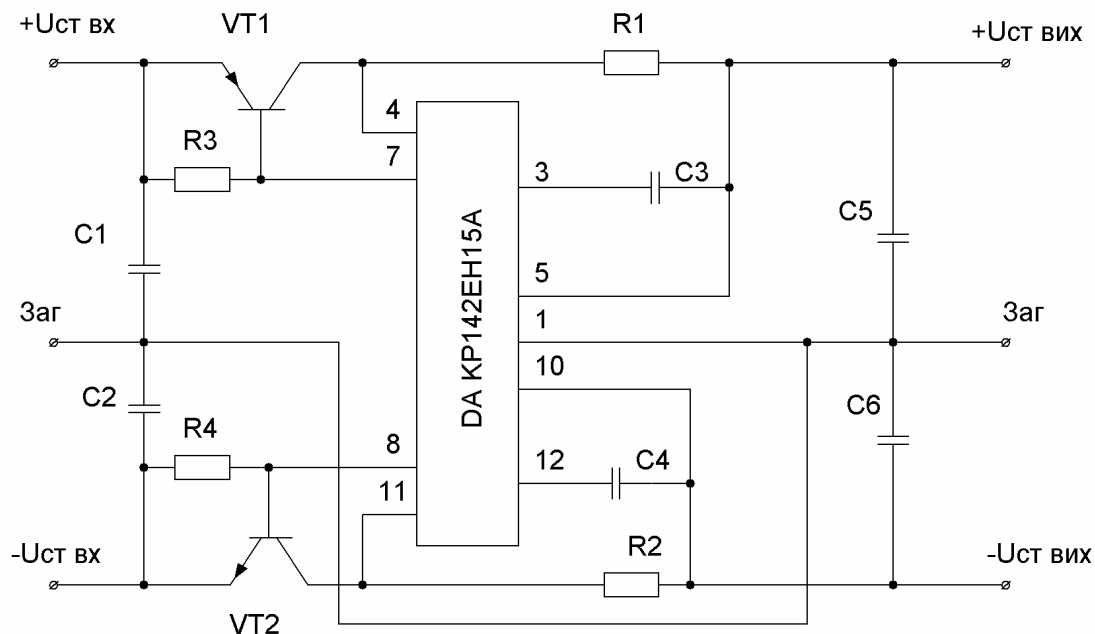 +Uст вх
VT1
R1
+Uст вих
4
R3
7
3
C3
C1
C5
5
Заг
1
Заг
DA КР142ЕН15А
10
C2
C6
R4
8
12
C4
11
-Uст вх
R2
-Uст вих
VT2